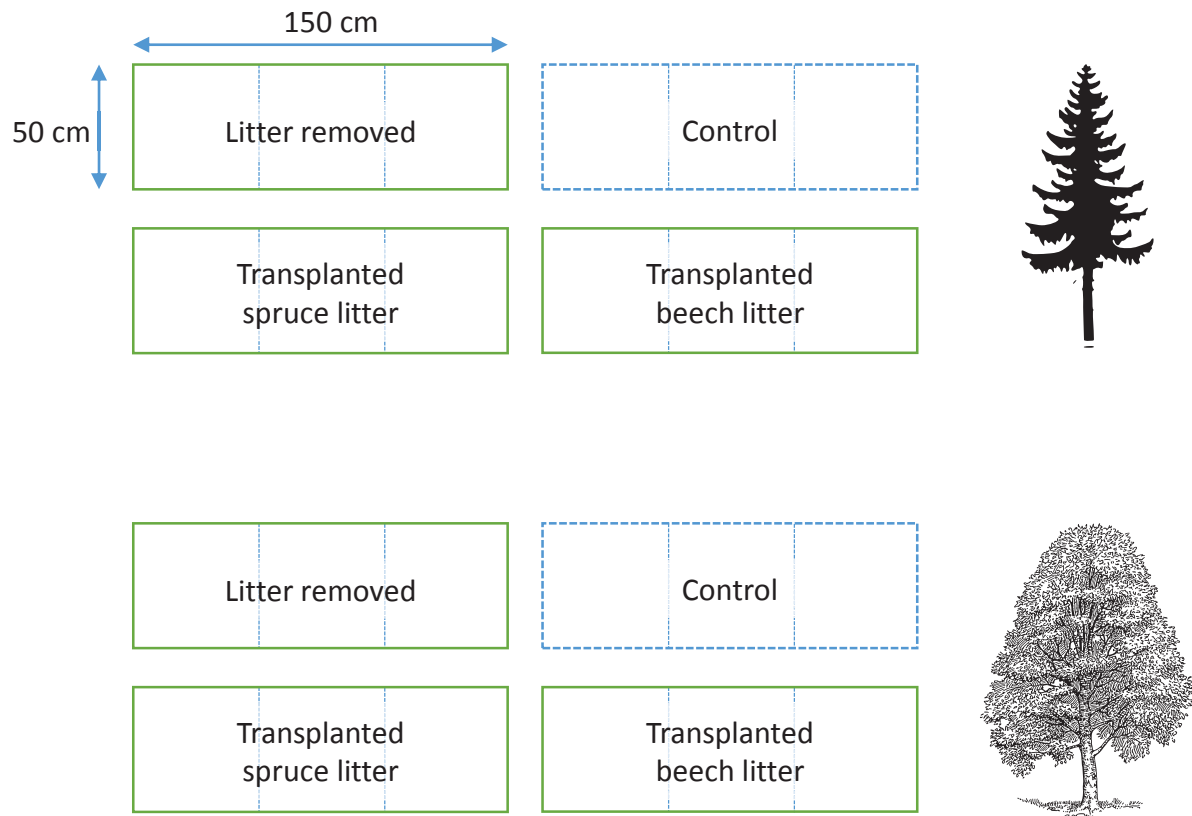 150 cm
50 cm
Litter removed
Control
Transplanted
spruce litter
Transplanted
beech litter
Litter removed
Control
Transplanted
spruce litter
Transplanted
beech litter